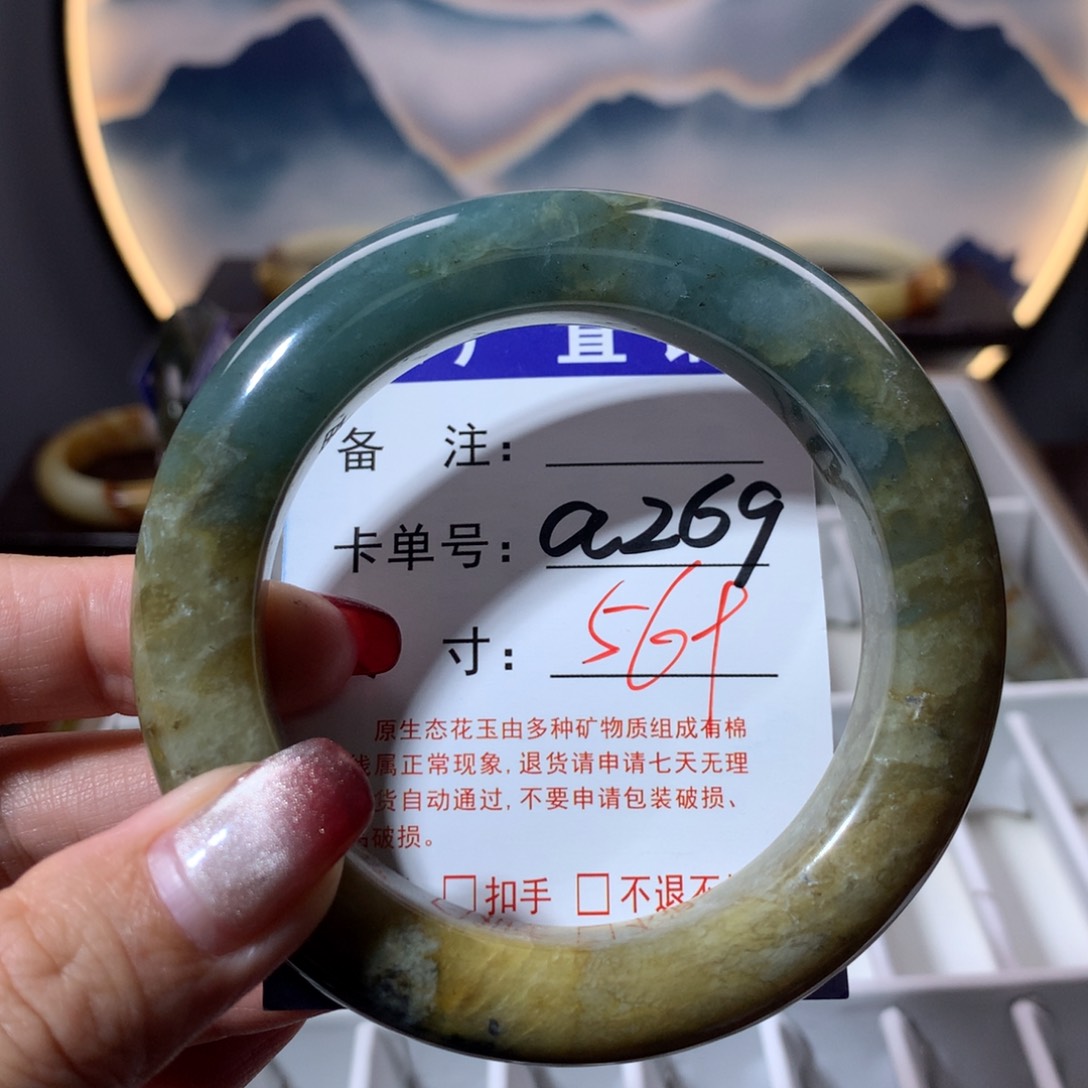 直
备 注:
卡单号: a269
寸: 56+
原生态花玉由多种矿物质组成有棉
线属正常现象,退货请申请七天无理
货自动通过,不要申请包装破损、
破损。
□扣手 □不退不